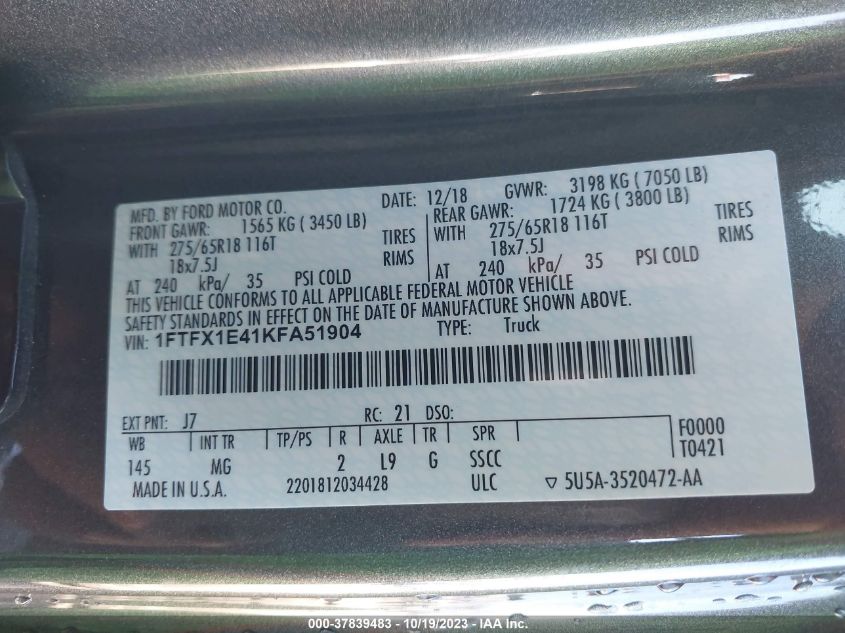 MFD. BY FORD MOTOR CO. DATE: 12/18 GVWR: 3198 KG ( 7050 LB)
FRONT GAWR: 1565 KG ( 3450 LB) REAR GAWR: 1724 KG ( 3800 LB)
WITH 275/65R18 116T TIRES 275/65R18 116T TIRES
18x7.5J RIMS WITH 18x7.5J RIMS
AT 240 kPa/ 35 PSI COLD AT 240 kPa/ 35 PSI COLD
THIS VEHICLE CONFORMS TO ALL APPLICABLE FEDERAL MOTOR VEHICLE
SAFETY STANDARDS IN EFFECT ON THE DATE OF MANUFACTURE SHOWN ABOVE.
VIN: 1FTFX1E41KFA51904 TYPE: Truck
EXT PNT: J7 RC: 21 DSO:
WB INT TR TP/PS R AXLE TR SPR F0000
145 MG 2 L9 G SSCC T0421
MADE IN U.S.A. 2201812034428 ULC ▽ 5U5A-3520472-AA
000-37839483 - 10/19/2023 - IAA Inc.